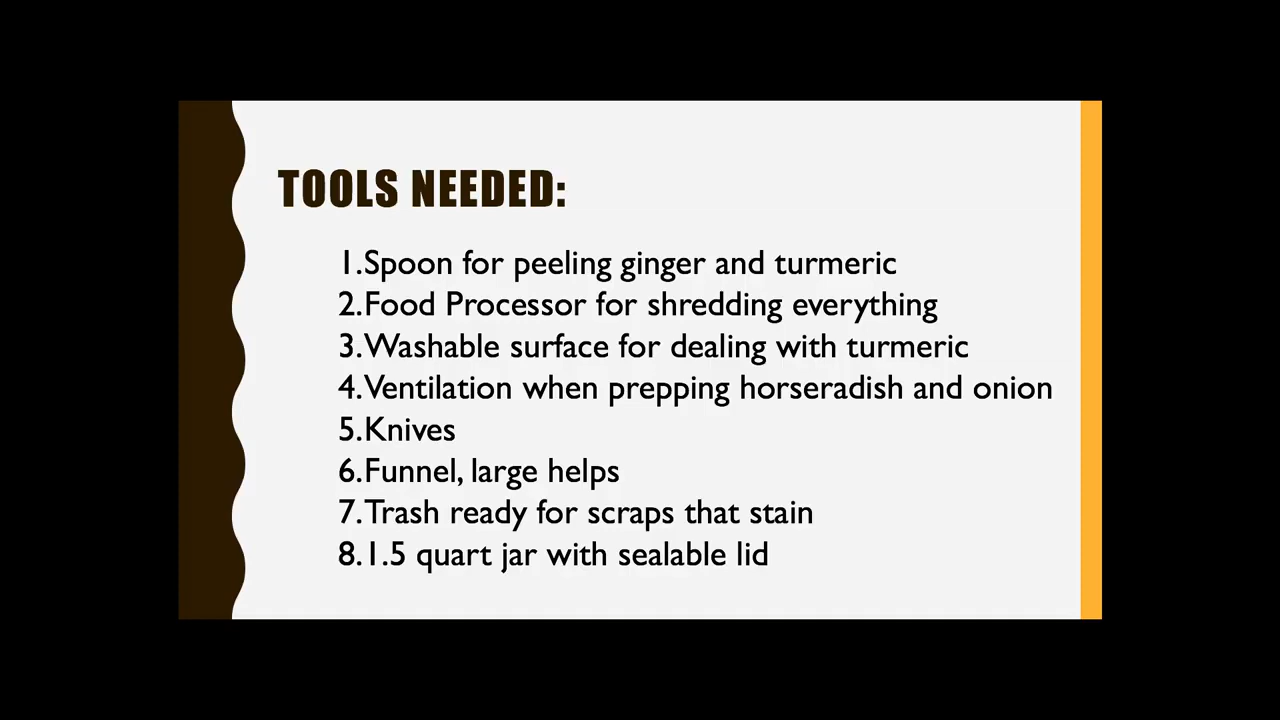 TOOLS NEEDED:
1.Spoon for peeling ginger and turmeric
2.Food Processor for shredding everything
3.Washable surface for dealing with turmeric
4.Ventilation when prepping horseradish and onion
5.Knives
6.Funnel, large helps
7.Trash ready for scraps that stain
8.1.5 quart jar with sealable lid